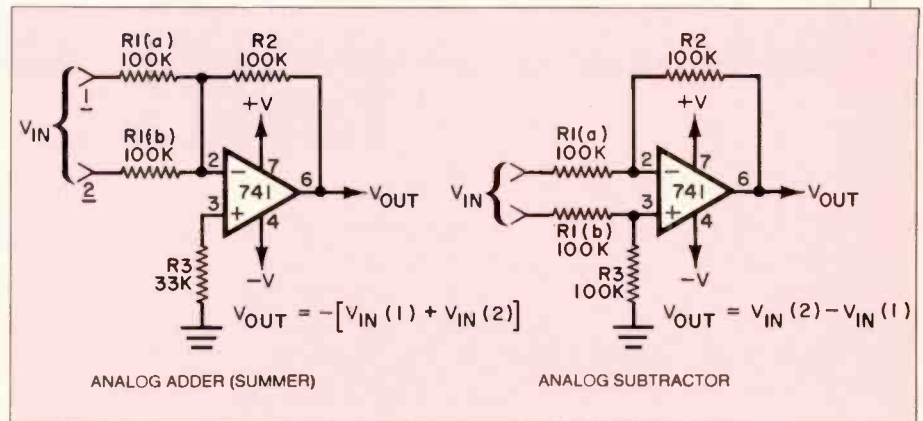 R1(a)
100K
R2
100K
+V
1
VIN
R1(b)
100K
2
2
7
−
741
6
VOUT
3
+
4
R3
33K
−V
VOUT = −[VIN (1) + VIN (2)]
ANALOG ADDER (SUMMER)
R2
100K
+V
R1(a)
100K
2
7
−
741
6
VOUT
VIN
3
+
4
R1(b)
100K
R3
100K
−V
VOUT = VIN (2) − VIN (1)
ANALOG SUBTRACTOR